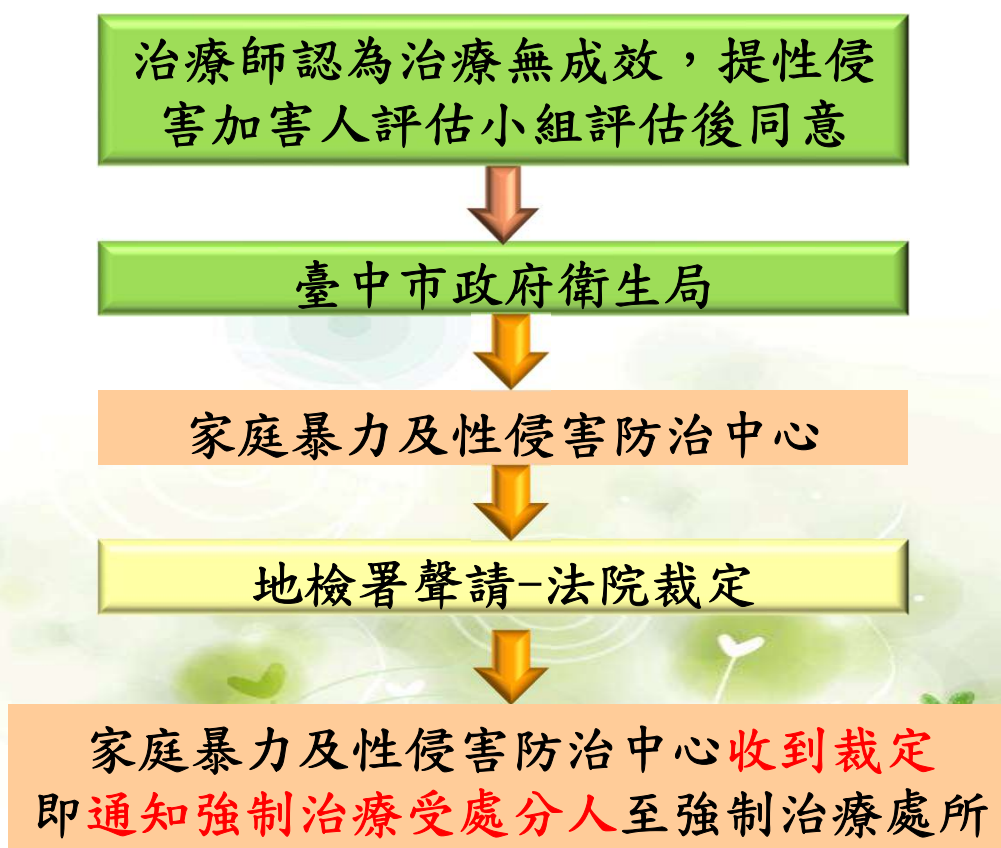 治療師認為治療無成效，提性侵
害加害人評估小組評估後同意
臺中市政府衛生局
家庭暴力及性侵害防治中心
地檢署聲請-法院裁定
家庭暴力及性侵害防治中心收到裁定
即通知強制治療受處分人至強制治療處所